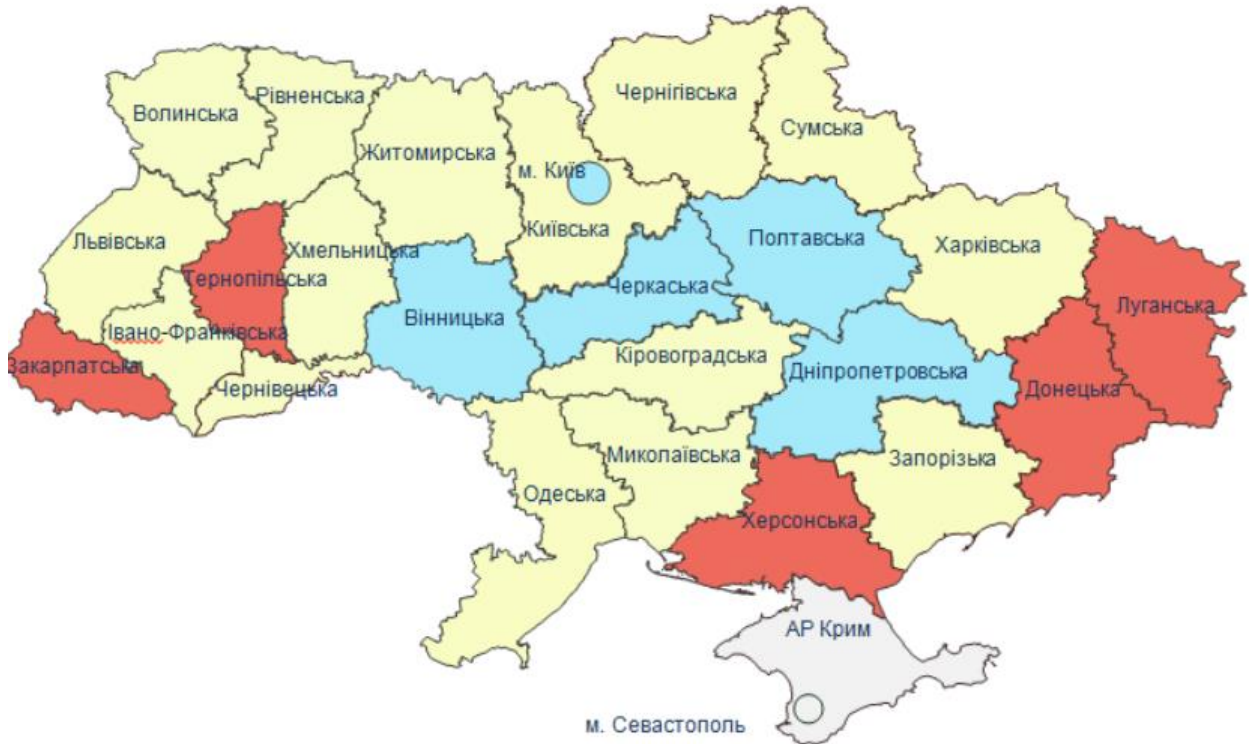 Волинська
Рівненська
Чернігівська
Сумська
Житомирська
м. Київ
Київська
Львівська
Тернопільська
Хмельницька
Полтавська
Харківська
Черкаська
Вінницька
Луганська
Івано-Франківська
Закарпатська
Чернівецька
Кіровоградська
Дніпропетровська
Донецька
Миколаївська
Запорізька
Одеська
Херсонська
АР Крим
м. Севастополь